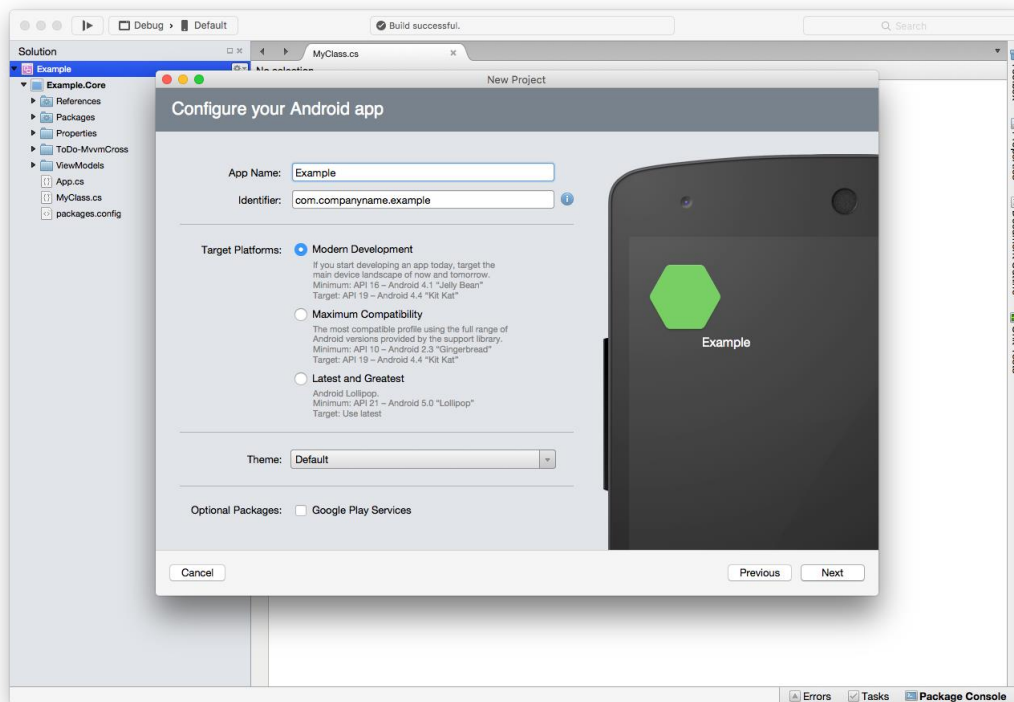 Debug › Default
Build successful.
Search
Solution
MyClass.cs
Example
No selection
Example.Core
References
Packages
Properties
ToDo-MvvmCross
ViewModels
App.cs
MyClass.cs
packages.config
New Project
Configure your Android app
App Name: Example
Identifier: com.companyname.example
Target Platforms: Modern Development
If you start developing an app today, target the
main device landscape of now and tomorrow.
Minimum: API 16 – Android 4.1 "Jelly Bean"
Target: API 19 – Android 4.4 "Kit Kat"
Maximum Compatibility
The most compatible profile using the full range of
Android versions provided by the support library.
Minimum: API 10 – Android 2.3 "Gingerbread"
Target: API 19 – Android 4.4 "Kit Kat"
Latest and Greatest
Android Lollipop.
Minimum: API 21 – Android 5.0 "Lollipop"
Target: Use latest
Theme: Default
Optional Packages: Google Play Services
Example
Cancel
Previous
Next
Errors
Tasks
Package Console